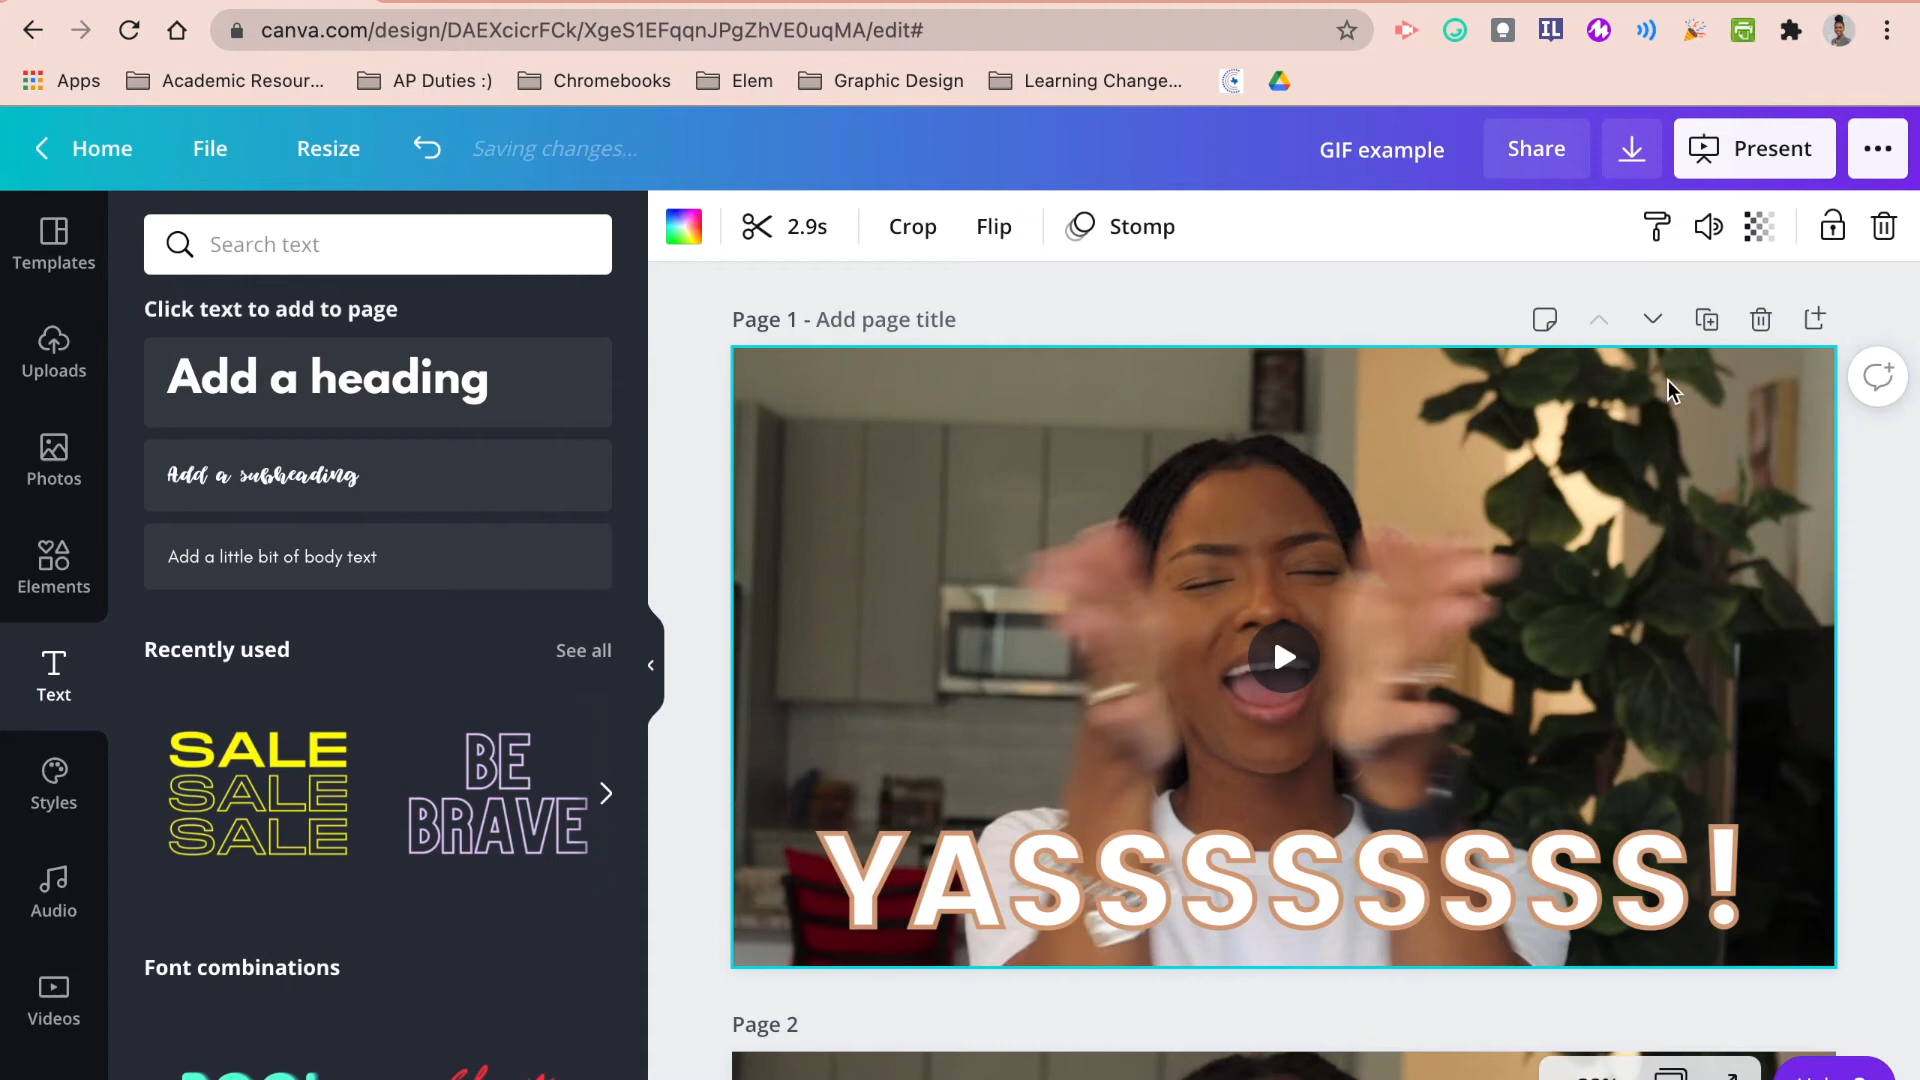 canva.com/design/DAEXcicrFCk/XgeS1EFqqnJPgZhVE0uqMA/edit#
Apps
Academic Resour...
AP Duties :)
Chromebooks
Elem
Graphic Design
Learning Change...
Home
File
Resize
Saving changes...
GIF example
Share
Present
Templates
Uploads
Photos
Elements
Text
Styles
Audio
Videos
Search text
Click text to add to page
Add a heading
Add a subheading
Add a little bit of body text
Recently used
See all
SALE
SALE
SALE
BE
BRAVE
Font combinations
2.9s
Crop
Flip
Stomp
Page 1 - Add page title
YASSSSSSSS!
Page 2